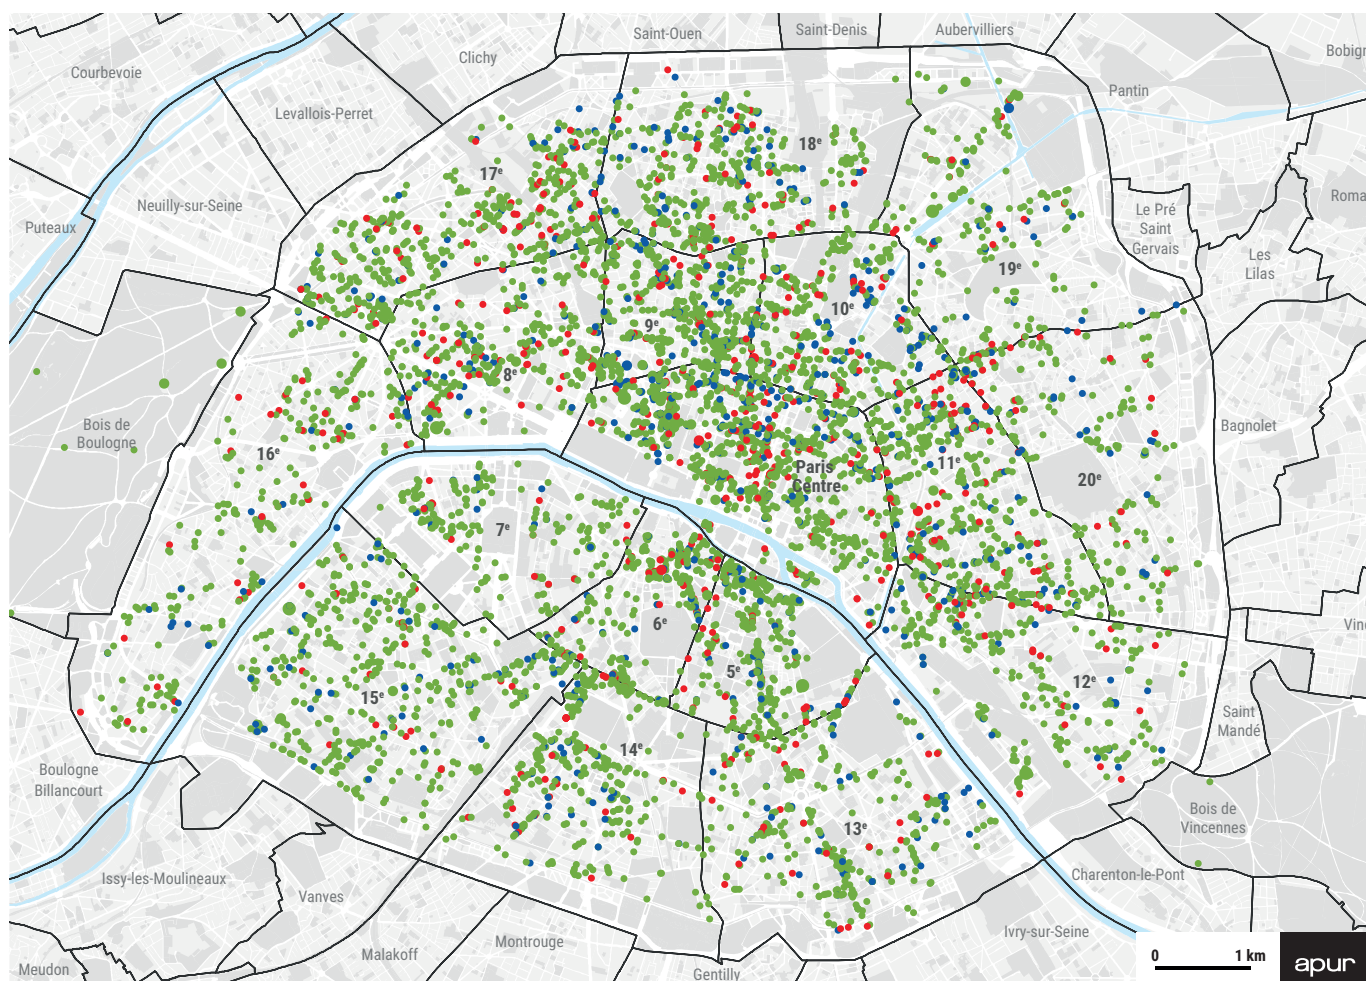 Saint-Ouen
Saint-Denis
Aubervilliers
Clichy
Bobigr
Courbevoie
Pantin
Levallois-Perret
18e
17e
Neuilly-sur-Seine
Roma
Puteaux
Le Pré
Saint
Gervais
Les
Lilas
19e
10e
9e
8e
Bois de
Boulogne
Bagnolet
16e
11e
Paris
Centre
20e
7e
6e
Vinc
5e
12e
15e
Saint
Mandé
14e
Boulogne
Billancourt
Bois de
Vincennes
13e
Issy-les-Moulineaux
Charenton-le-Pont
Vanves
Ivry-sur-Seine
Montrouge
Malakoff
Meudon
Gentilly
0 1 km
apur